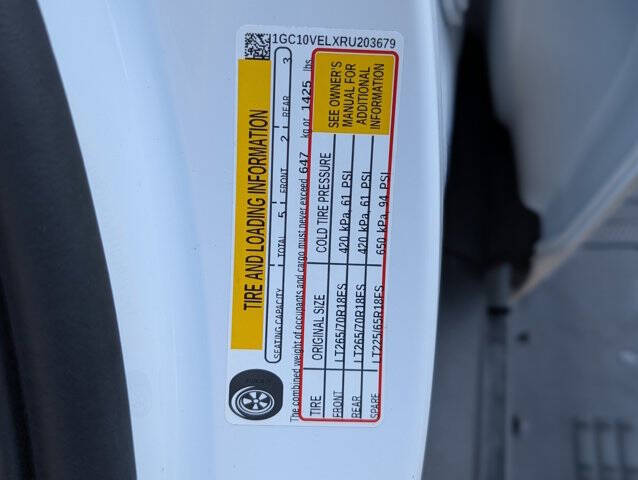 1GC10VELXRU203679
TIRE AND LOADING INFORMATION
SEATING CAPACITY TOTAL 5 FRONT 2 REAR 3
The combined weight of occupants and cargo must never exceed 647 kg or 1425 lbs
TIRE ORIGINAL SIZE COLD TIRE PRESSURE
FRONT LT265/70R18ES 420 kPa, 61 PSI
REAR LT265/70R18ES 420 kPa, 61 PSI
SPARE LT225/65R18ES 650 kPa, 94 PSI
SEE OWNER'S
MANUAL FOR
ADDITIONAL
INFORMATION